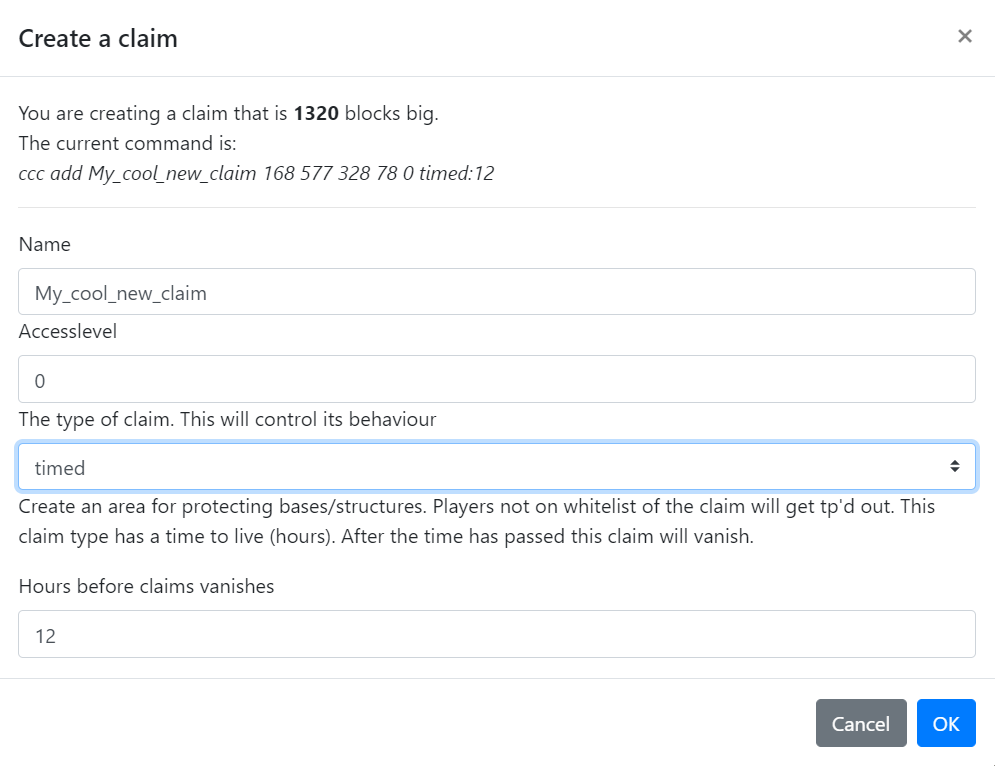 Create a claim ×
You are creating a claim that is 1320 blocks big.
The current command is:
ccc add My_cool_new_claim 168 577 328 78 0 timed:12
Name
My_cool_new_claim
Accesslevel
0
The type of claim. This will control its behaviour
timed
Create an area for protecting bases/structures. Players not on whitelist of the claim will get tp'd out. This
claim type has a time to live (hours). After the time has passed this claim will vanish.
Hours before claims vanishes
12
Cancel OK